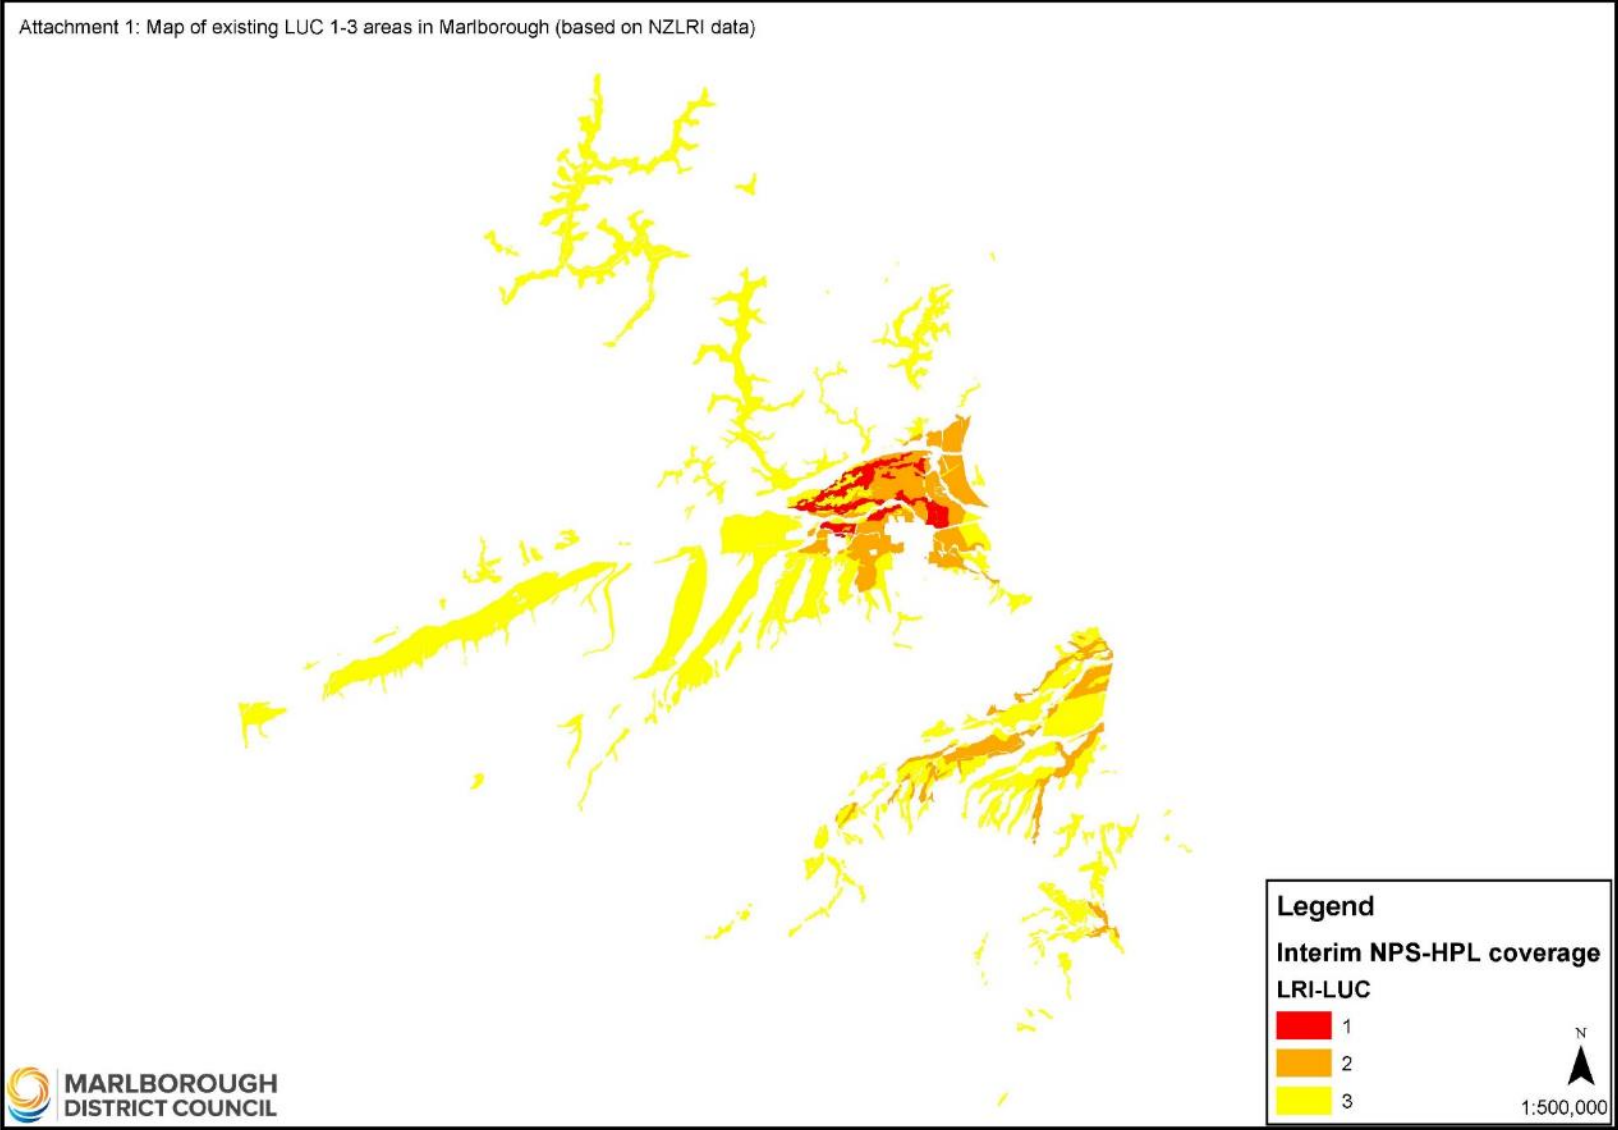 Attachment 1: Map of existing LUC 1-3 areas in Marlborough (based on NZLRI data)
Legend
Interim NPS-HPL coverage
LRI-LUC
1
2
3
N
1:500,000
MARLBOROUGH
DISTRICT COUNCIL